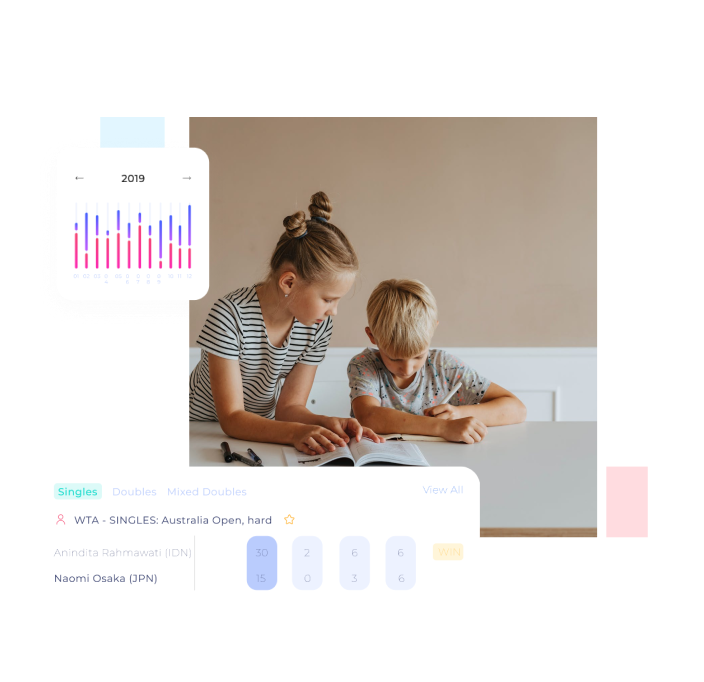 2019
Singles Doubles Mixed Doubles View All
WTA - SINGLES: Australia Open, hard
Anindita Rahmawati (IDN) 30 2 6 6 WIN
Naomi Osaka (JPN) 15 0 3 6